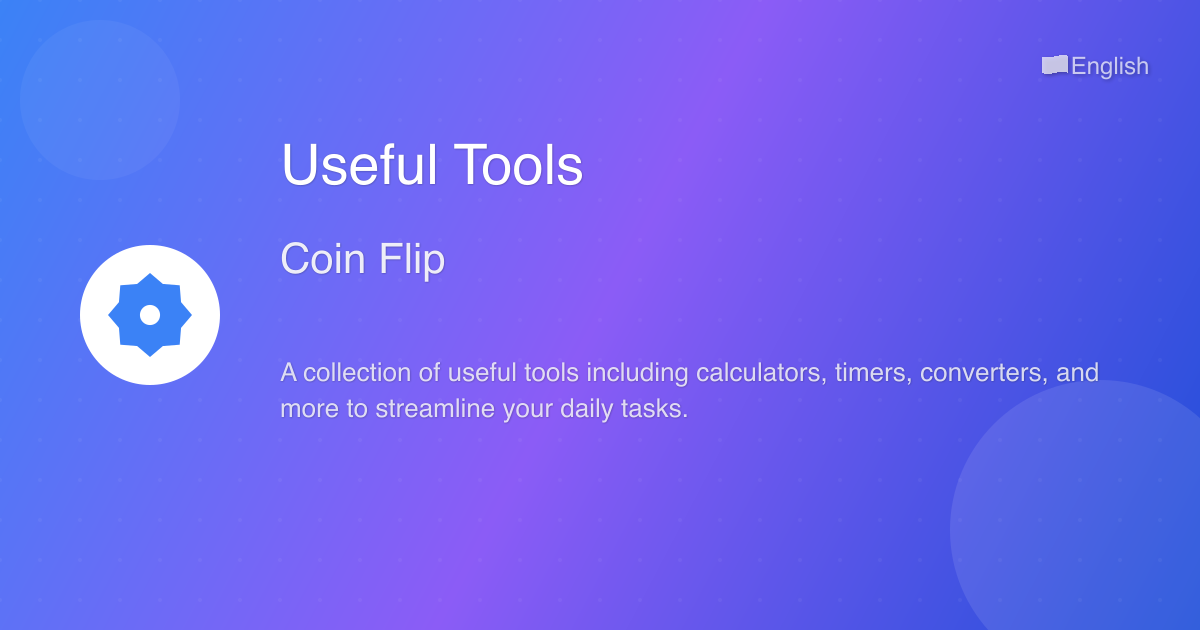 English
Useful Tools
Coin Flip
A collection of useful tools including calculators, timers, converters, and
more to streamline your daily tasks.